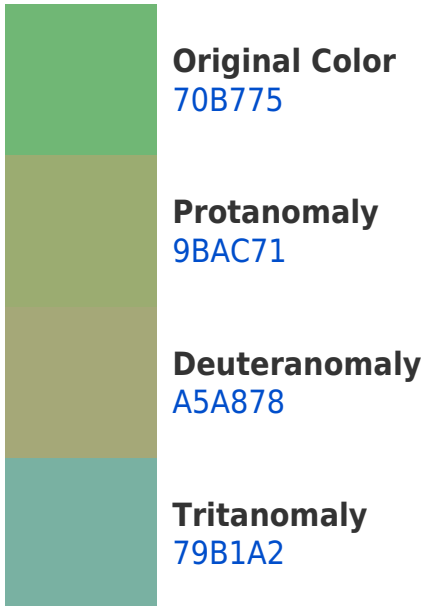 Original Color
70B775
Protanomaly
9BAC71
Deuteranomaly
A5A878
Tritanomaly
79B1A2